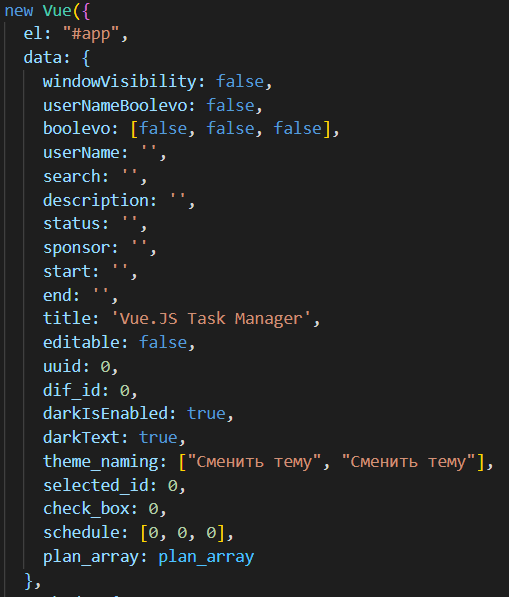 new Vue({
el: "#app",
data: {
windowVisibility: false,
userNameBoolevo: false,
boolevo: [false, false, false],
userName: '',
search: '',
description: '',
status: '',
sponsor: '',
start: '',
end: '',
title: 'Vue.JS Task Manager',
editable: false,
uuid: 0,
dif_id: 0,
darkIsEnabled: true,
darkText: true,
theme_naming: ["Сменить тему", "Сменить тему"],
selected_id: 0,
check_box: 0,
schedule: [0, 0, 0],
plan_array: plan_array
},